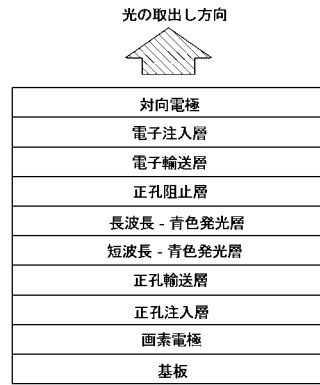 光の取出し方向
対向電極
電子注入層
電子輸送層
正孔阻止層
長波長 - 青色発光層
短波長 - 青色発光層
正孔輸送層
正孔注入層
画素電極
基板